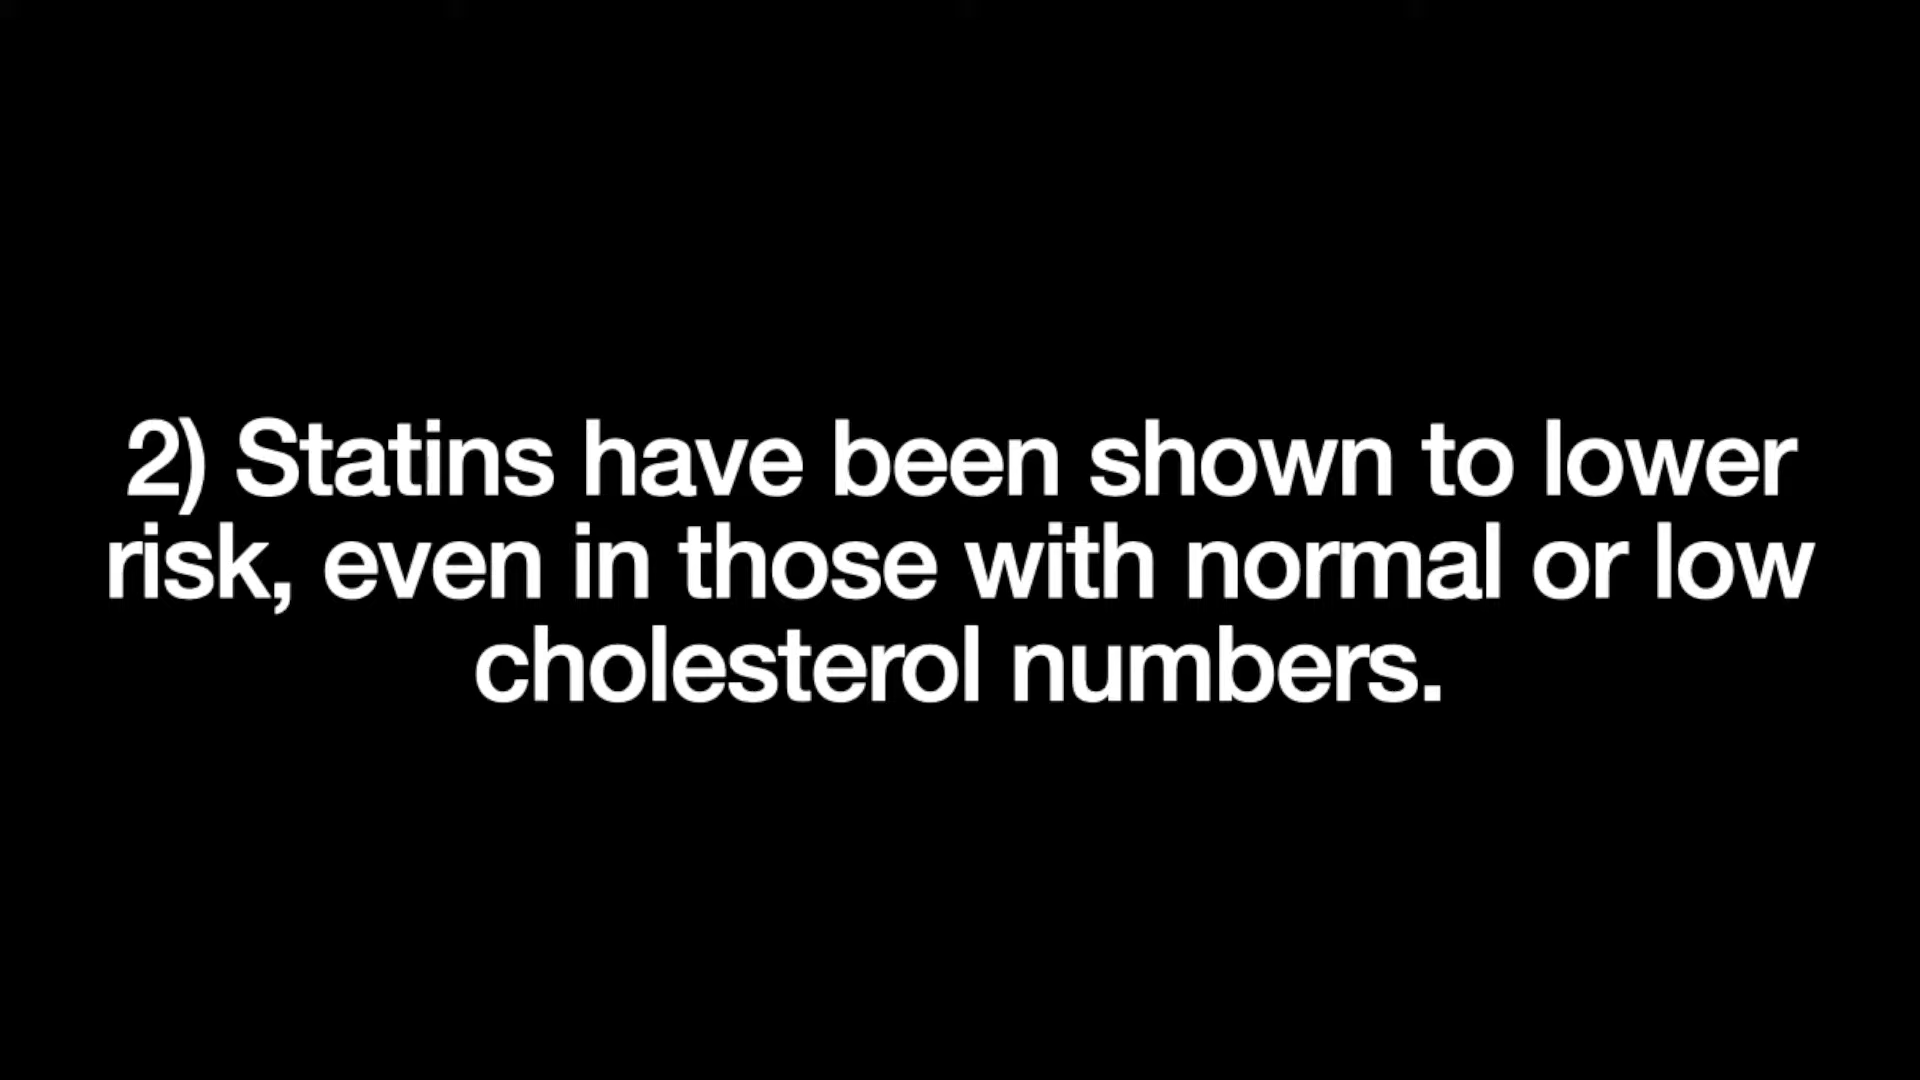 2) Statins have been shown to lower
risk, even in those with normal or low
cholesterol numbers.